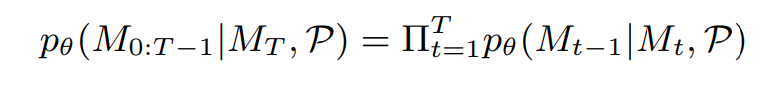 p_θ(M_{0:T−1}|M_T, 𝒫) = Π_{t=1}^{T} p_θ(M_{t−1}|M_t, 𝒫)